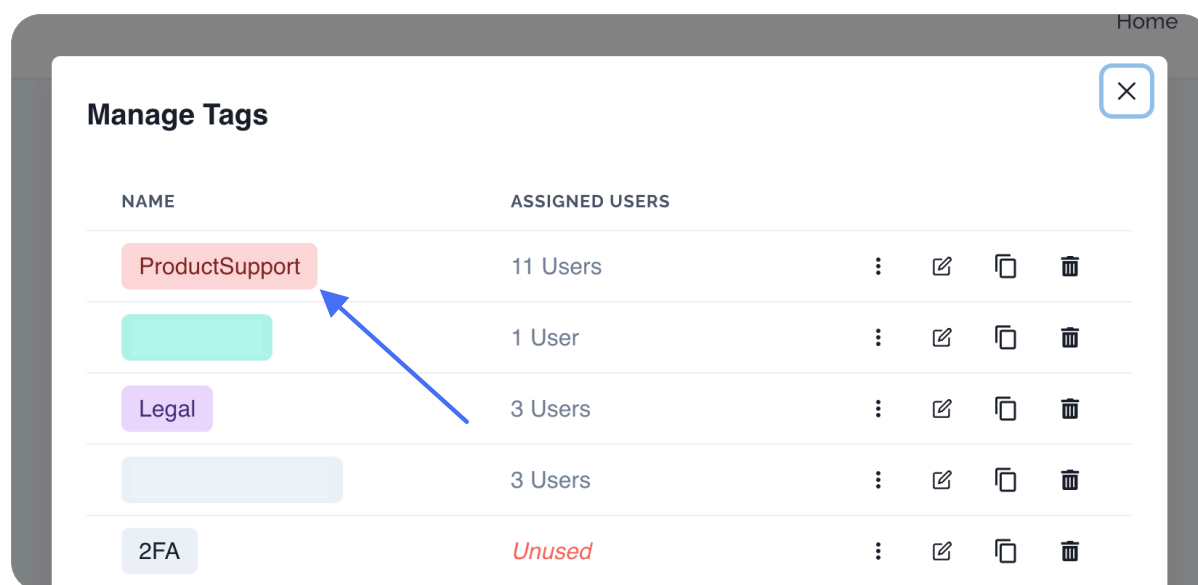 Home
Manage Tags
NAME ASSIGNED USERS
ProductSupport 11 Users
1 User
Legal 3 Users
3 Users
2FA Unused